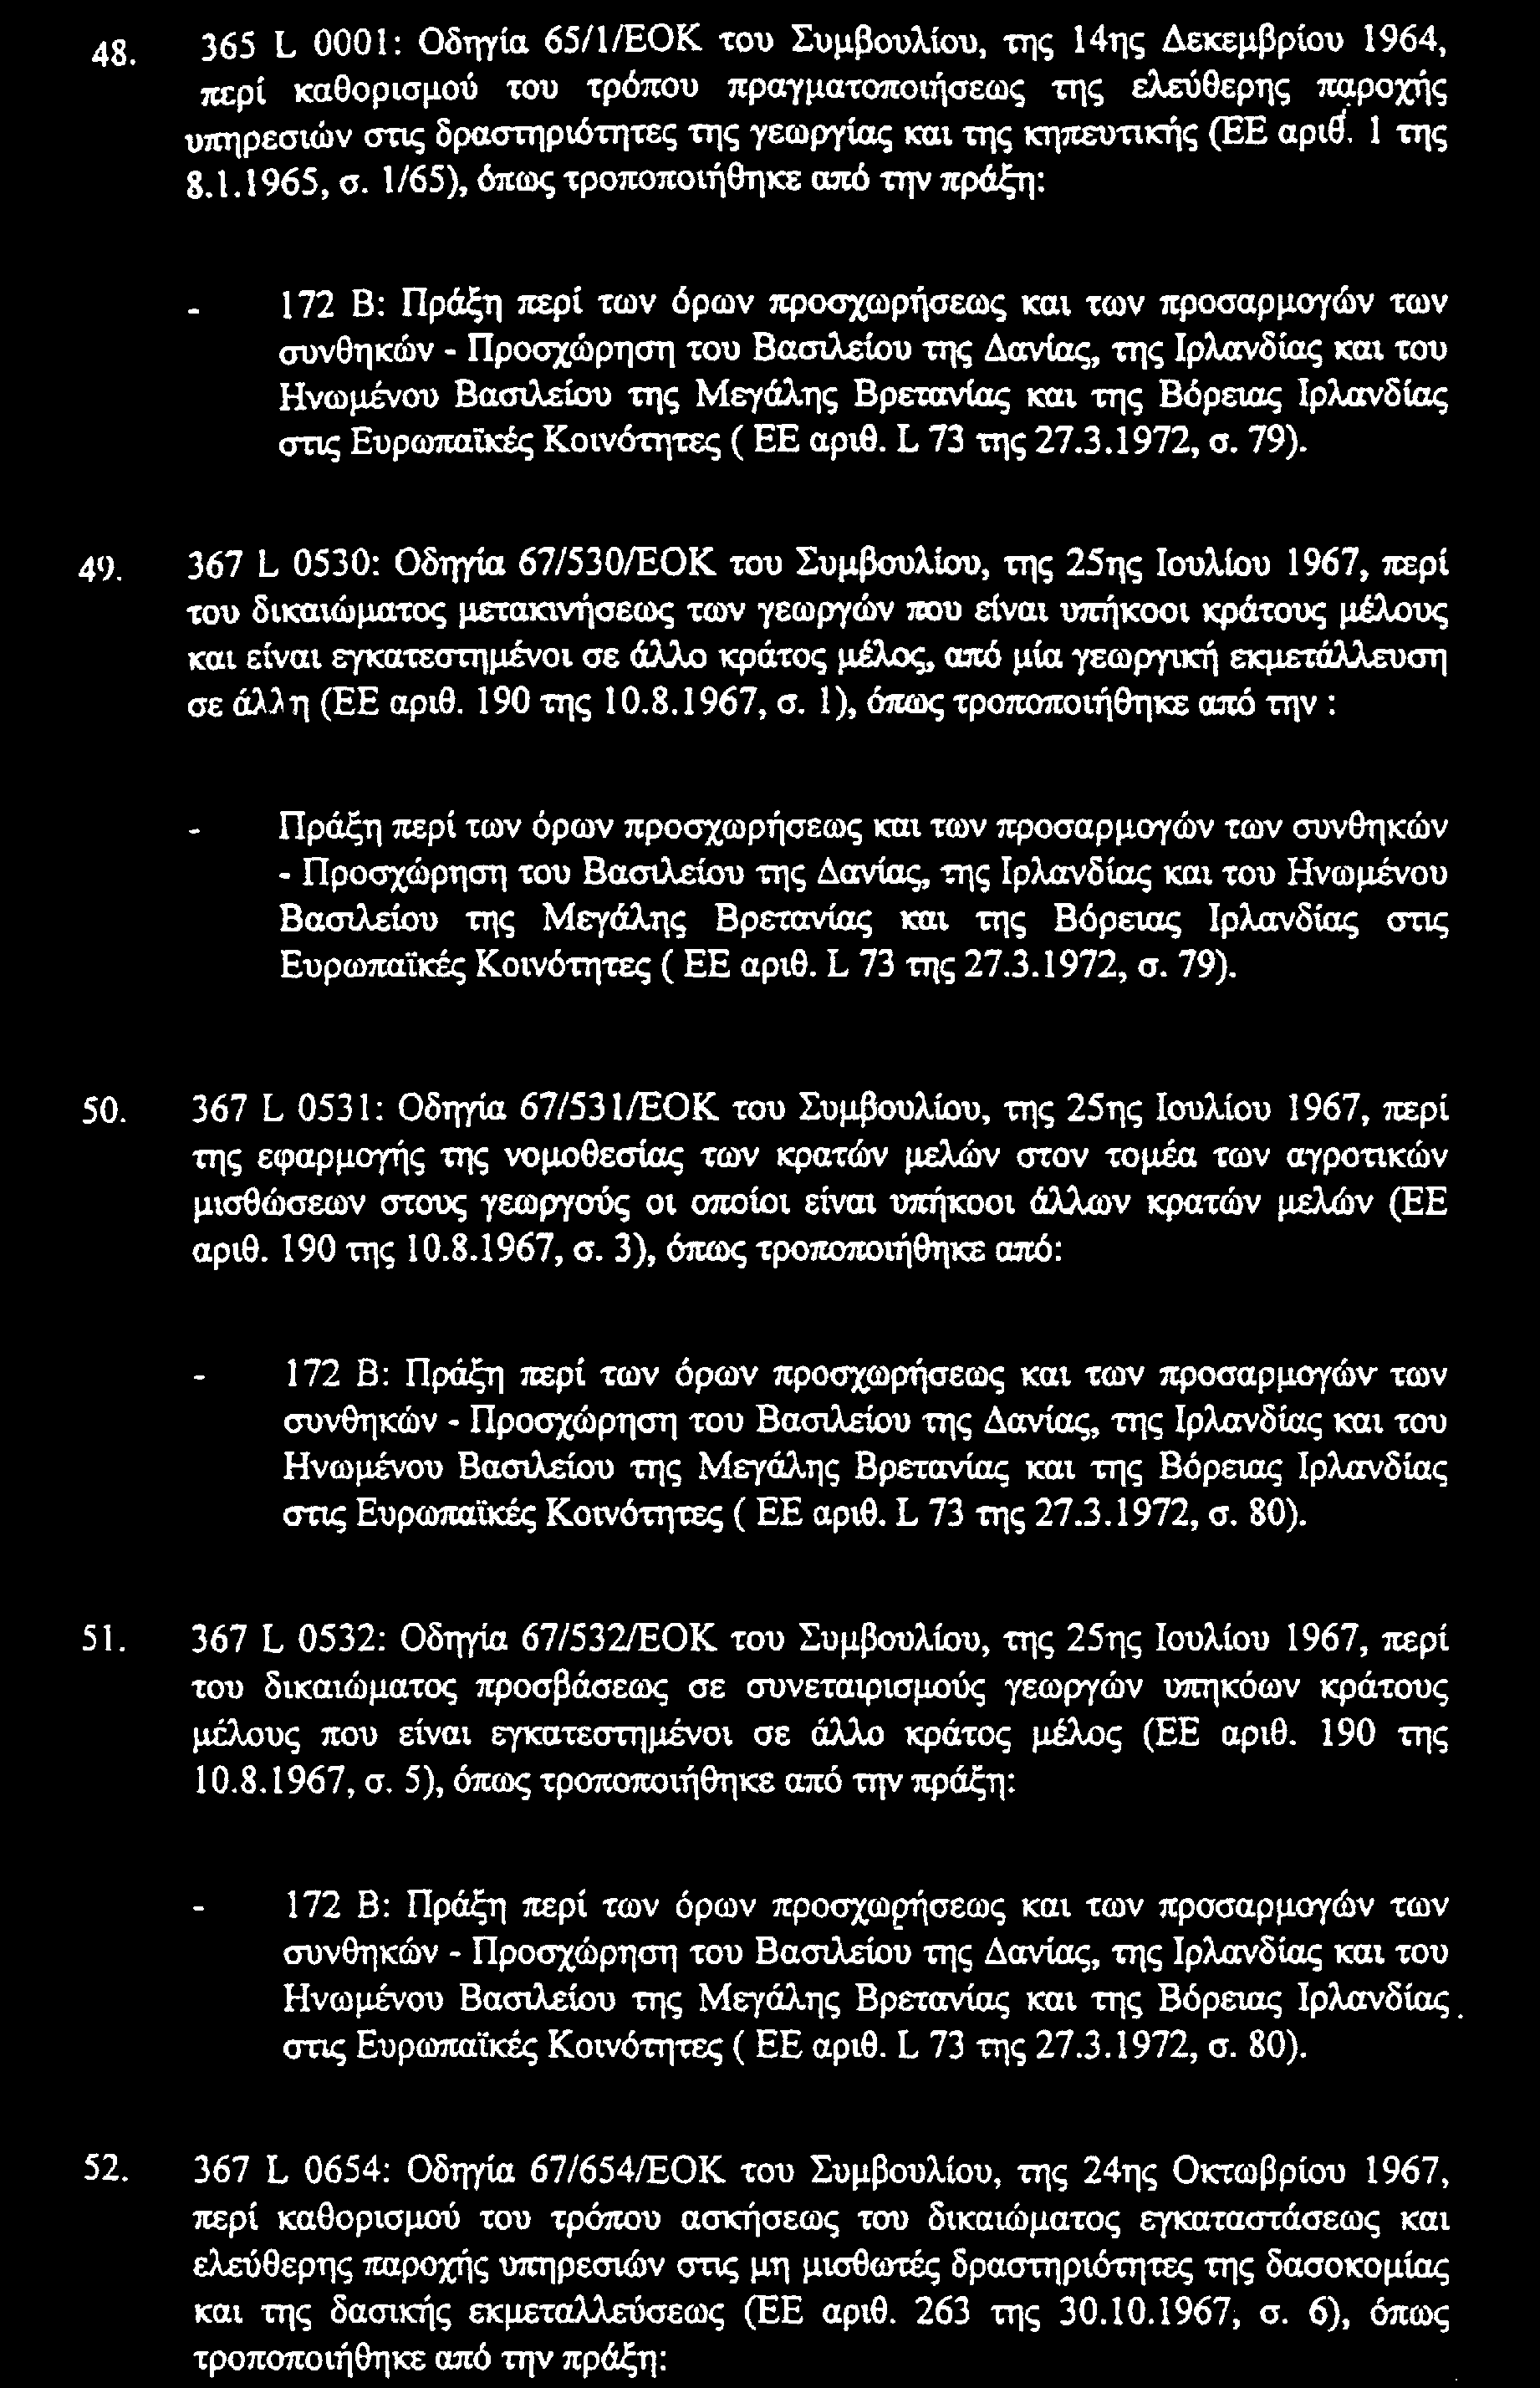 48. 365 L 0001: Οδηγία 65/1/ΕΟΚ του Συμβουλίου, της 14ης Δεκεμβρίου 1964,
περί καθορισμού του τρόπου πραγματοποιήσεως της ελεύθερης παροχής
υπηρεσιών στις δραστηριότητες της γεωργίας και της κηπευτικής (ΕΕ αριθ. 1 της
8.1.1965, σ. 1/65), όπως τροποποιήθηκε από την πράξη:
- 172 Β: Πράξη περί των όρων προσχωρήσεως και των προσαρμογών των
συνθηκών - Προσχώρηση του Βασιλείου της Δανίας, της Ιρλανδίας και του
Ηνωμένου Βασιλείου της Μεγάλης Βρετανίας και της Βόρειας Ιρλανδίας
στις Ευρωπαϊκές Κοινότητες ( ΕΕ αριθ. L 73 της 27.3.1972, σ. 79).
49. 367 L 0530: Οδηγία 67/530/ΕΟΚ του Συμβουλίου, της 25ης Ιουλίου 1967, περί
του δικαιώματος μετακινήσεως των γεωργών που είναι υπήκοοι κράτους μέλους
και είναι εγκατεστημένοι σε άλλο κράτος μέλος, από μία γεωργική εκμετάλλευση
σε άλλη (ΕΕ αριθ. 190 της 10.8.1967, σ. 1), όπως τροποποιήθηκε από την :
- Πράξη περί των όρων προσχωρήσεως και των προσαρμογών των συνθηκών
- Προσχώρηση του Βασιλείου της Δανίας, της Ιρλανδίας και του Ηνωμένου
Βασιλείου της Μεγάλης Βρετανίας και της Βόρειας Ιρλανδίας στις
Ευρωπαϊκές Κοινότητες ( ΕΕ αριθ. L 73 της 27.3.1972, σ. 79).
50. 367 L 0531: Οδηγία 67/531/ΕΟΚ του Συμβουλίου, της 25ης Ιουλίου 1967, περί
της εφαρμογής της νομοθεσίας των κρατών μελών στον τομέα των αγροτικών
μισθώσεων στους γεωργούς οι οποίοι είναι υπήκοοι άλλων κρατών μελών (ΕΕ
αριθ. 190 της 10.8.1967, σ. 3), όπως τροποποιήθηκε από:
- 172 Β: Πράξη περί των όρων προσχωρήσεως και των προσαρμογών των
συνθηκών - Προσχώρηση του Βασιλείου της Δανίας, της Ιρλανδίας και του
Ηνωμένου Βασιλείου της Μεγάλης Βρετανίας και της Βόρειας Ιρλανδίας
στις Ευρωπαϊκές Κοινότητες ( ΕΕ αριθ. L 73 της 27.3.1972, σ. 80).
51. 367 L 0532: Οδηγία 67/532/ΕΟΚ του Συμβουλίου, της 25ης Ιουλίου 1967, περί
του δικαιώματος προσβάσεως σε συνεταιρισμούς γεωργών υπηκόων κράτους
μέλους που είναι εγκατεστημένοι σε άλλο κράτος μέλος (ΕΕ αριθ. 190 της
10.8.1967, σ. 5), όπως τροποποιήθηκε από την πράξη:
- 172 Β: Πράξη περί των όρων προσχωρήσεως και των προσαρμογών των
συνθηκών - Προσχώρηση του Βασιλείου της Δανίας, της Ιρλανδίας και του
Ηνωμένου Βασιλείου της Μεγάλης Βρετανίας και της Βόρειας Ιρλανδίας
στις Ευρωπαϊκές Κοινότητες ( ΕΕ αριθ. L 73 της 27.3.1972, σ. 80).
52. 367 L 0654: Οδηγία 67/654/ΕΟΚ του Συμβουλίου, της 24ης Οκτωβρίου 1967,
περί καθορισμού του τρόπου ασκήσεως του δικαιώματος εγκαταστάσεως και
ελεύθερης παροχής υπηρεσιών στις μη μισθωτές δραστηριότητες της δασοκομίας
και της δασικής εκμεταλλεύσεως (ΕΕ αριθ. 263 της 30.10.1967, σ. 6), όπως
τροποποιήθηκε από την πράξη: